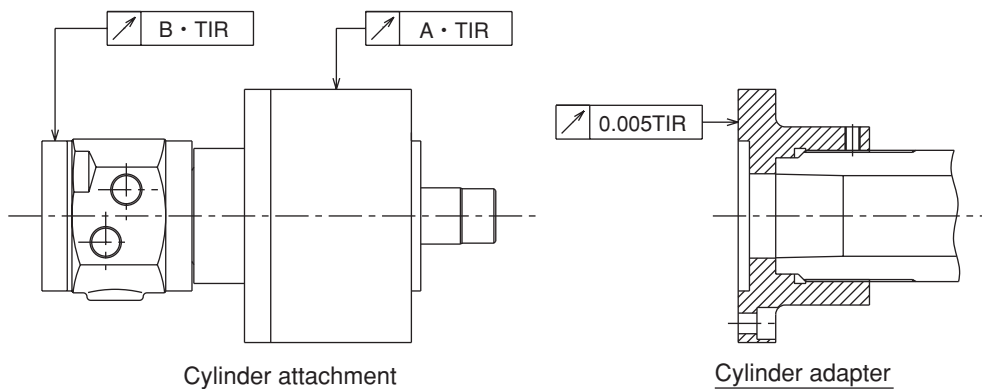 B・TIR
A・TIR
0.005TIR
Cylinder attachment
Cylinder adapter